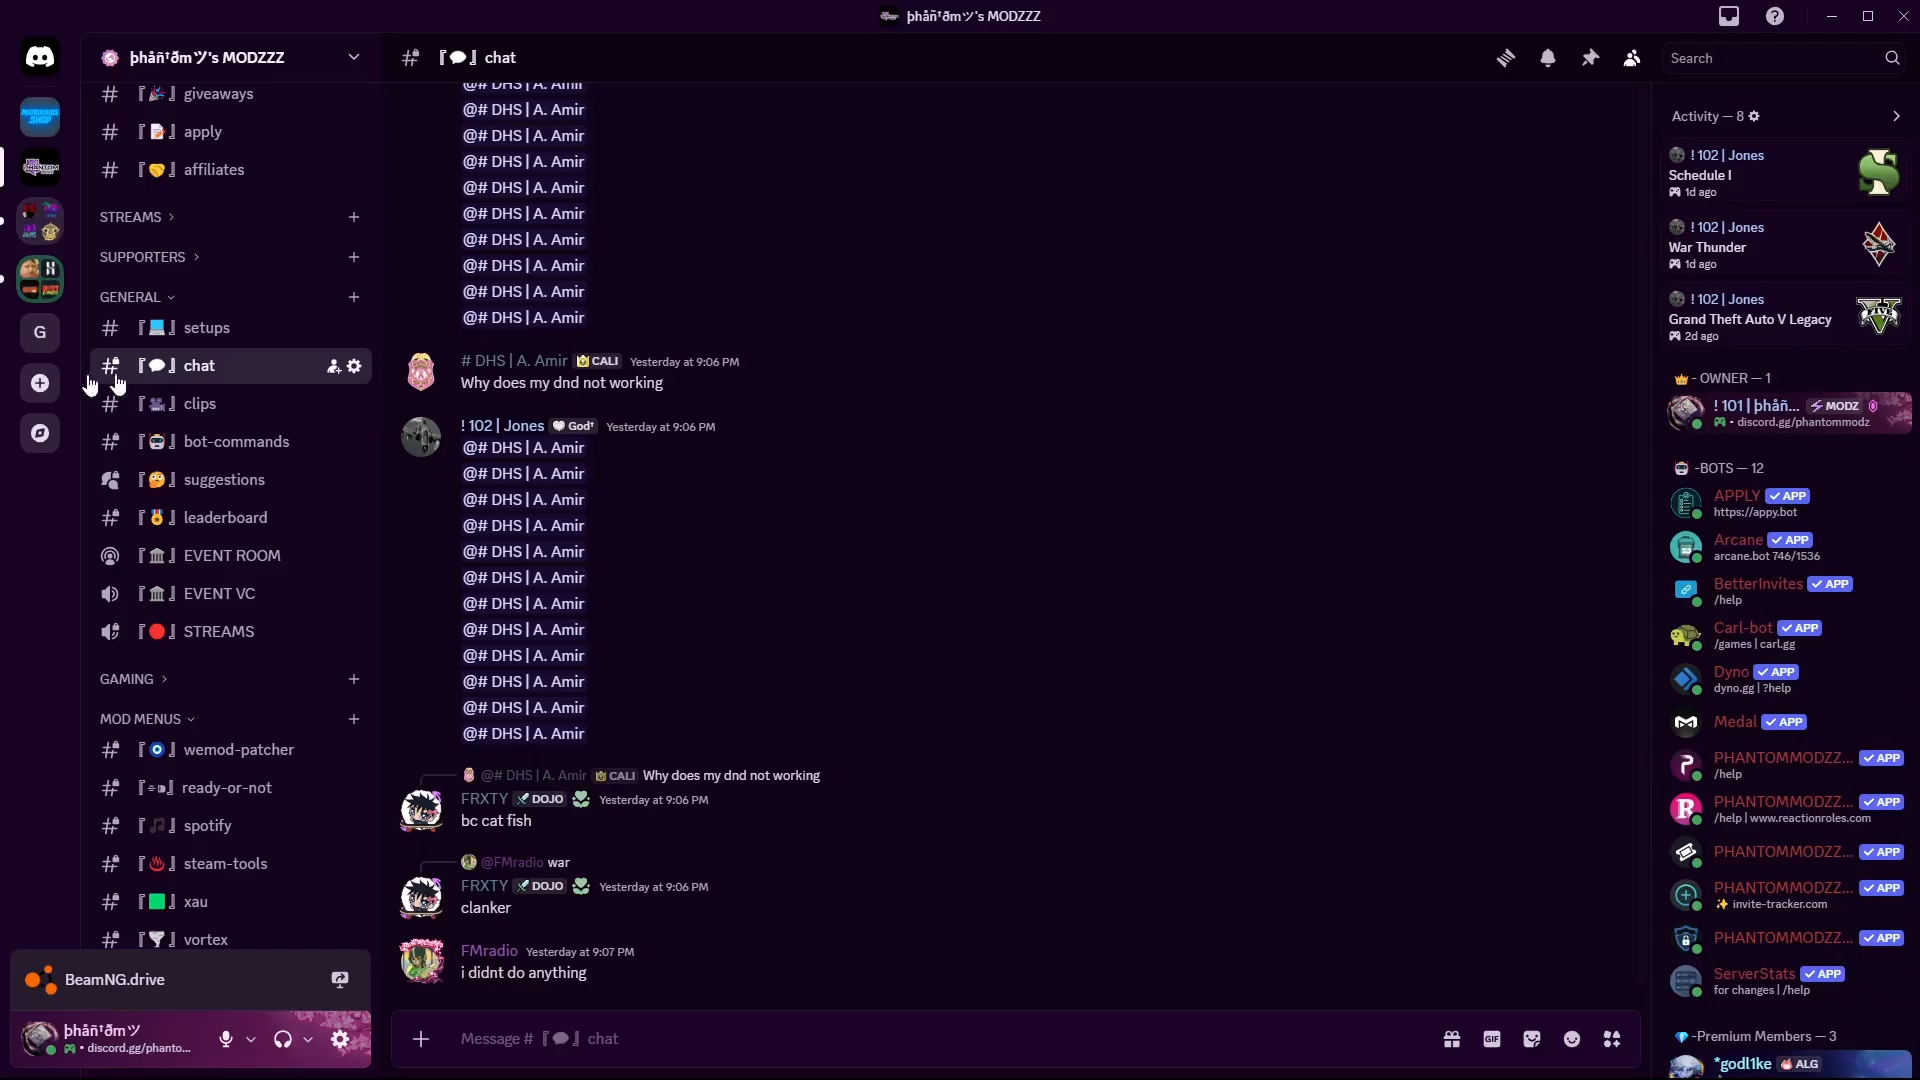 þhåñ†ðmツ's MODZZZ
þhåñ†ðmツ's MODZZZ
『💬』chat
Search
MATRIXHUBS
.SHOP
G
『🎉』giveaways
『📝』apply
『🤝』affiliates
STREAMS
SUPPORTERS
GENERAL
『💻』setups
『💬』chat
『🎥』clips
『🤖』bot-commands
『🤔』suggestions
『🏅』leaderboard
『🏛』EVENT ROOM
『🏛』EVENT VC
『🔴』STREAMS
GAMING
MOD MENUS
『🧿』wemod-patcher
ready-or-not
『🎵』spotify
『♨』steam-tools
『🟩』xau
『🌪』vortex
BeamNG.drive
þhåñ†ðmツ
• discord.gg/phanto...
@# DHS | A. Amir
@# DHS | A. Amir
@# DHS | A. Amir
@# DHS | A. Amir
@# DHS | A. Amir
@# DHS | A. Amir
@# DHS | A. Amir
@# DHS | A. Amir
@# DHS | A. Amir
@# DHS | A. Amir
# DHS | A. Amir CALI Yesterday at 9:06 PM
Why does my dnd not working
! 102 | Jones God† Yesterday at 9:06 PM
@# DHS | A. Amir
@# DHS | A. Amir
@# DHS | A. Amir
@# DHS | A. Amir
@# DHS | A. Amir
@# DHS | A. Amir
@# DHS | A. Amir
@# DHS | A. Amir
@# DHS | A. Amir
@# DHS | A. Amir
@# DHS | A. Amir
@# DHS | A. Amir
@# DHS | A. Amir CALI Why does my dnd not working
FRXTY DOJO Yesterday at 9:06 PM
bc cat fish
@FMradio war
FRXTY DOJO Yesterday at 9:06 PM
clanker
FMradio Yesterday at 9:07 PM
i didnt do anything
Message #『💬』chat
GIF
Activity — 8
! 102 | Jones
Schedule I
1d ago
! 102 | Jones
War Thunder
1d ago
! 102 | Jones
Grand Theft Auto V Legacy
2d ago
👑 - OWNER — 1
! 101 | þhåñ... MODZ
• discord.gg/phantommodz
🤖 -BOTS — 12
APPLY ✓ APP
https://appy.bot
Arcane ✓ APP
arcane.bot 746/1536
BetterInvites ✓ APP
/help
Carl-bot ✓ APP
/games | carl.gg
Dyno ✓ APP
dyno.gg | ?help
Medal ✓ APP
PHANTOMMODZZ... ✓ APP
/help
PHANTOMMODZZ... ✓ APP
/help | www.reactionroles.com
PHANTOMMODZZ... ✓ APP
PHANTOMMODZZ... ✓ APP
✨ invite-tracker.com
PHANTOMMODZZ... ✓ APP
ServerStats ✓ APP
for changes | /help
💎 -Premium Members — 3
*godl1ke ALG